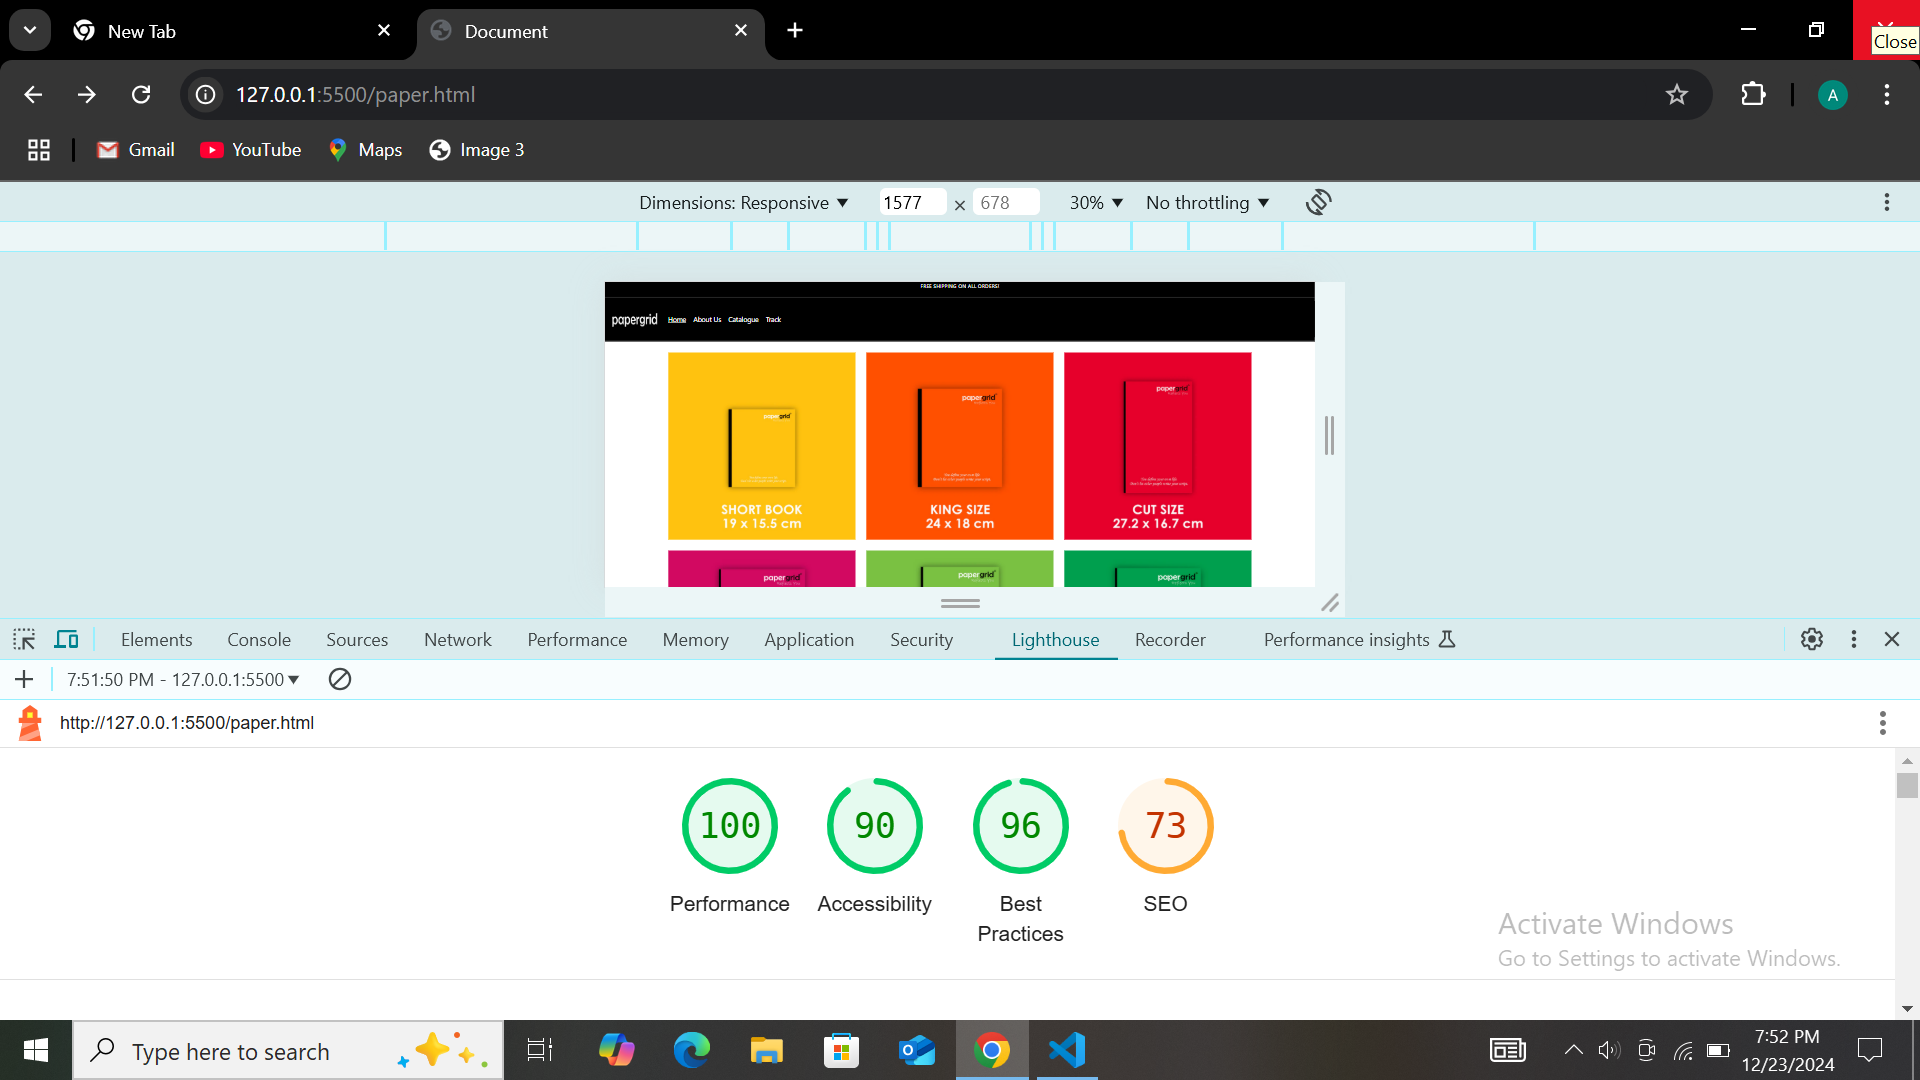 New Tab
Document
Close
127.0.0.1:5500/paper.html
A
Gmail
YouTube
Maps
Image 3
Dimensions: Responsive
1577 × 678
30%
No throttling
FREE SHIPPING ON ALL ORDERS!
papergrid
Home
About Us
Catalogue
Track
papergrid
papergrid
papergrid
SHORT BOOK
19 x 15.5 cm
KING SIZE
24 x 18 cm
CUT SIZE
27.2 x 16.7 cm
papergrid
papergrid
papergrid
Elements
Console
Sources
Network
Performance
Memory
Application
Security
Lighthouse
Recorder
Performance insights
7:51:50 PM - 127.0.0.1:5500
http://127.0.0.1:5500/paper.html
100
90
96
73
Performance
Accessibility
Best
Practices
SEO
Activate Windows
Go to Settings to activate Windows.
Type here to search
7:52 PM
12/23/2024